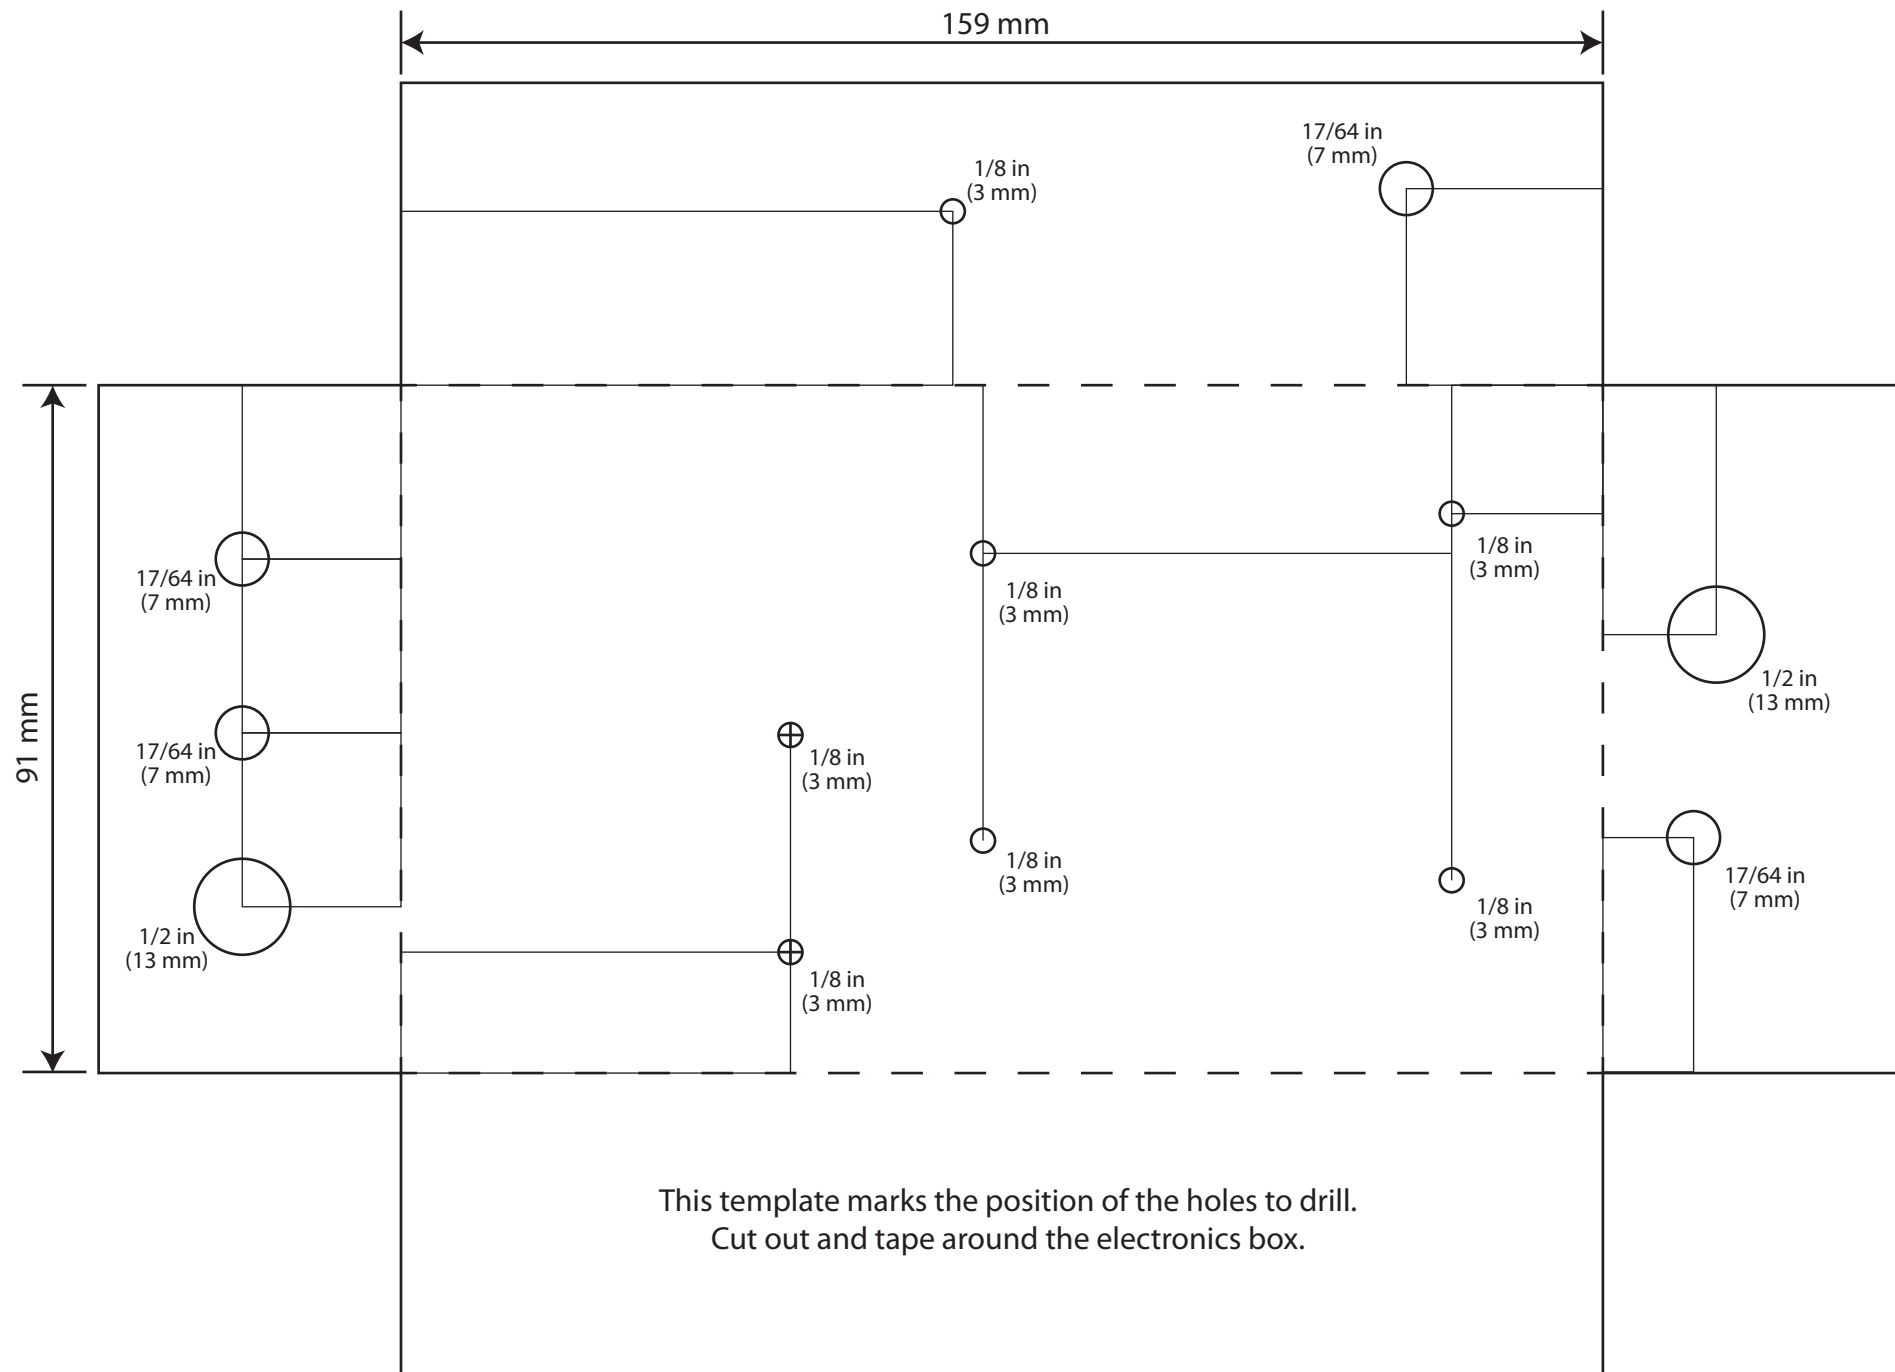 159 mm
17/64 in
(7 mm)
1/8 in
(3 mm)
1/8 in
(3 mm)
17/64 in
(7 mm)
1/8 in
(3 mm)
1/2 in
(13 mm)
91 mm
17/64 in
(7 mm)
1/8 in
(3 mm)
1/8 in
(3 mm)
17/64 in
(7 mm)
1/8 in
(3 mm)
1/2 in
(13 mm)
1/8 in
(3 mm)
This template marks the position of the holes to drill.
Cut out and tape around the electronics box.